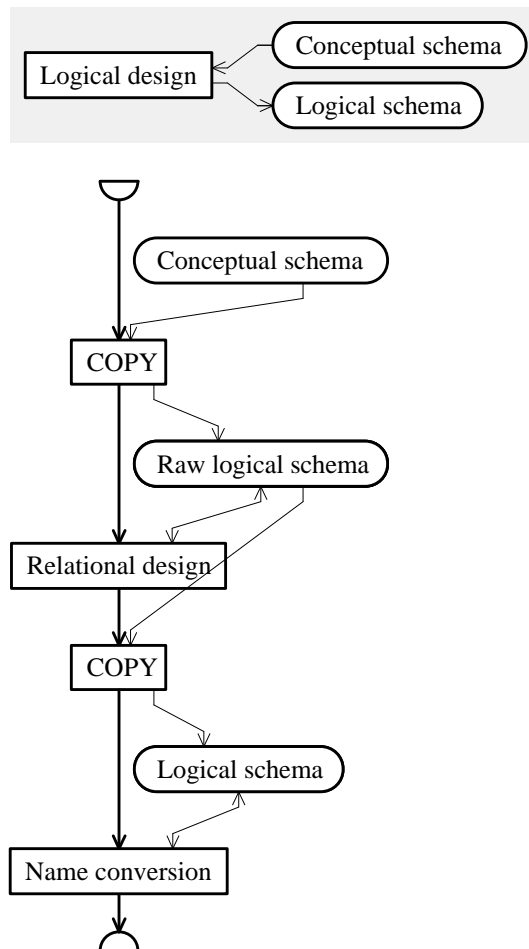 Conceptual schema
Logical design
Logical schema
Conceptual schema
COPY
Raw logical schema
Relational design
COPY
Logical schema
Name conversion